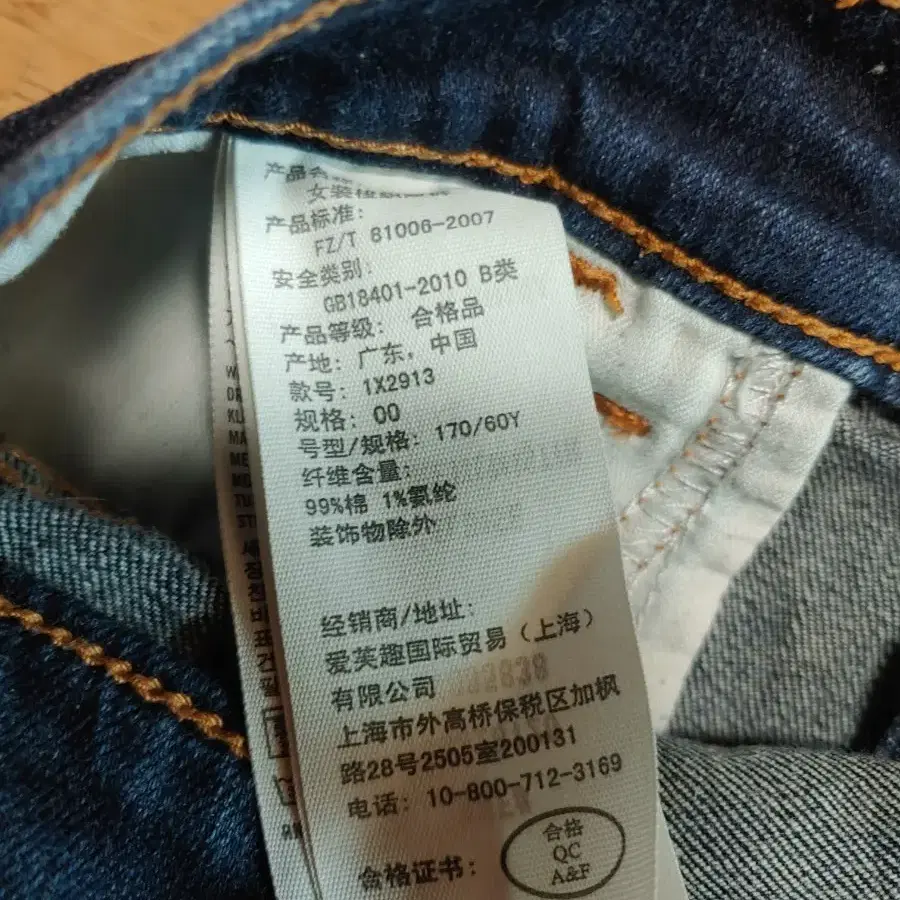 产品名
女装
产品标准:
FZ/T 81006-2007
安全类别:
GB18401-2010 B类
产品等级: 合格品
产地: 广东, 中国
款号: 1X2913
规格: 00
号型/规格: 170/60Y
纤维含量:
99%棉 1%氨纶
装饰物除外
经销商/地址:
爱芙趣国际贸易（上海）
有限公司
上海市外高桥保税区加枫
路28号2505室200131
电话: 10-800-712-3169
合格证书:
合格
QC
A&F